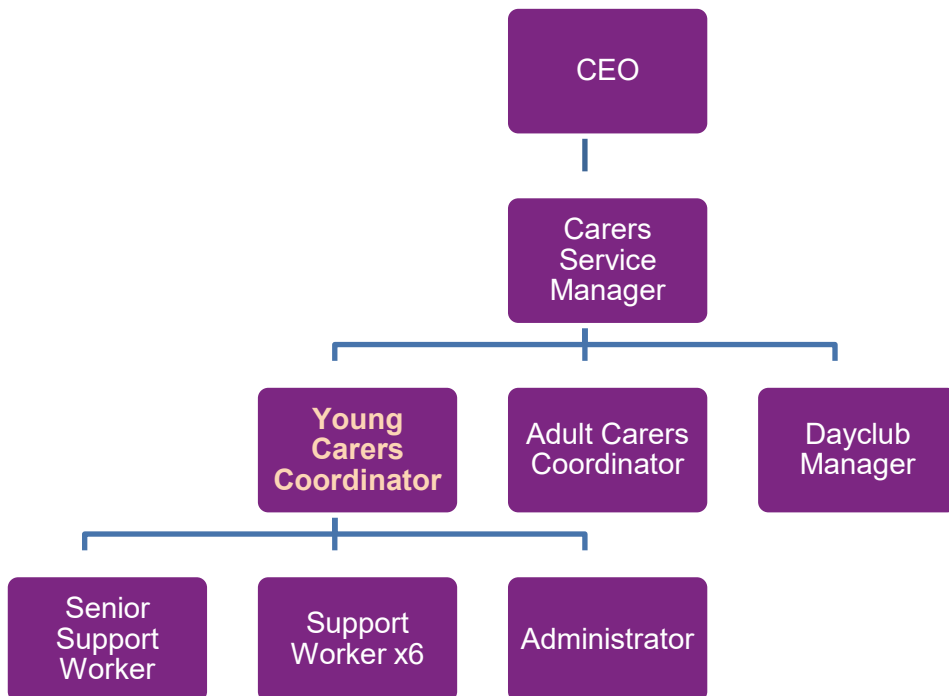 CEO
Carers
Service
Manager
Young
Carers
Coordinator
Adult Carers
Coordinator
Dayclub
Manager
Senior
Support
Worker
Support
Worker x6
Administrator